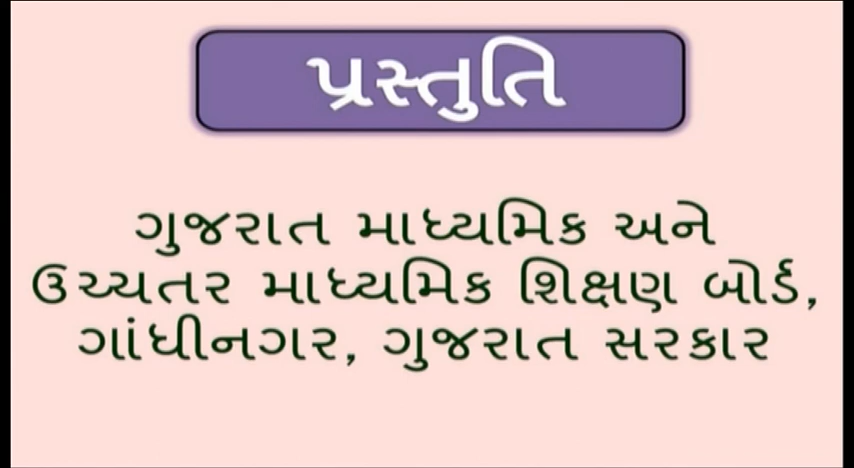 પ્રસ્તુતિ
ગુજરાત માધ્યમિક અને
ઉચ્ચતર માધ્યમિક શિક્ષણ બોર્ડ,
ગાંધીનગર, ગુજરાત સરકાર